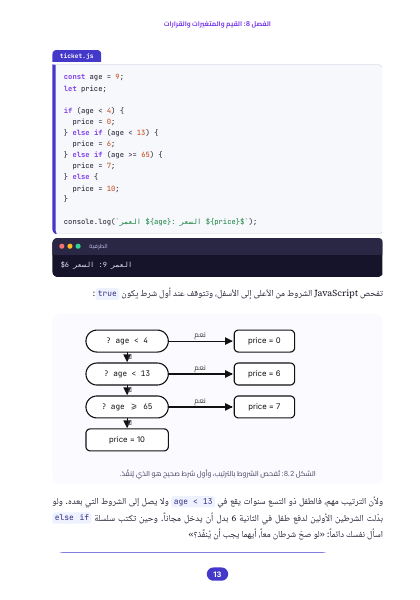 الفصل 8: القيم والمتغيرات والقرارات
ticket.js
const age = 9;
let price;
if (age < 4) {
price = 0;
} else if (age < 13) {
price = 6;
} else if (age >= 65) {
price = 7;
} else {
price = 10;
}
console.log(`العمر ${age}: السعر ${price}$`);
الطرفية
العمر 9: السعر 6$
تفحص JavaScript الشروط من الأعلى إلى الأسفل، وتتوقف عند أول شرط يكون true:
age < 4 ?
نعم
price = 0
age < 13 ?
نعم
price = 6
age ≥ 65 ?
نعم
price = 7
price = 10
الشكل 8.2: تُفحص الشروط بالترتيب، وأول شرط صحيح هو الذي يُنفَّذ.
ولأن الترتيب مهم، فالطفل ذو التسع سنوات يقع في age < 13 ولا يصل إلى الشروط التي بعده. ولو
بدّلت الشرطين الأولين لدفع طفل في الثانية 6 بدل أن يدخل مجاناً. وحين تكتب سلسلة else if
اسأل نفسك دائماً: «لو صحّ شرطان معاً، أيهما يجب أن يُنفَّذ؟»
13